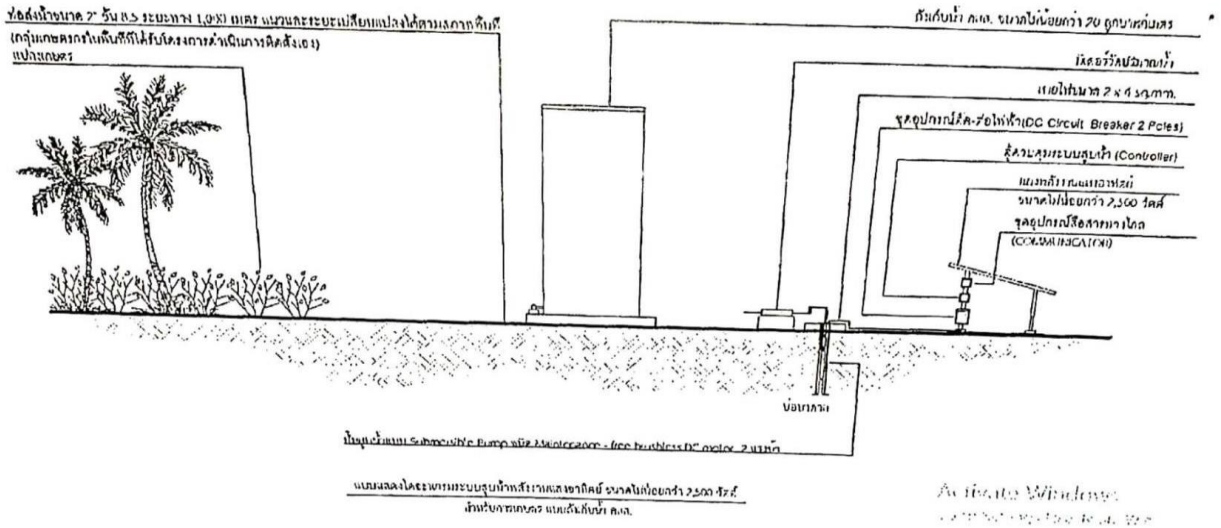 ท่อส่งน้ำขนาด 2" ชั้น 8.5 ระยะทาง 1,000 เมตร แนวและระยะเปลี่ยนแปลงได้ตามสภาพพื้นที่
(กลุ่มเกษตรกรในพื้นที่ที่ได้รับโครงการดำเนินการติดตั้งเอง)
แปลงเกษตร
ถังเก็บน้ำ คสล. ขนาดไม่น้อยกว่า 20 ลูกบาศก์เมตร
มิเตอร์วัดปริมาณน้ำ
สายไฟขนาด 2 x 4 sq.mm.
ชุดอุปกรณ์ตัด-ต่อไฟฟ้า(DC Circuit Breaker 2 Poles)
ตู้ควบคุมระบบสูบน้ำ (Controller)
แผงพลังงานแสงอาทิตย์
ขนาดไม่น้อยกว่า 2,500 วัตต์
ชุดอุปกรณ์สื่อสารทางไกล
(COMMUNICATOR)
บ่อบาดาล
ปั๊มสูบน้ำแบบ Submersible Pump ชนิด Maintenance - free brushless DC motor 2 แรงม้า
แบบแสดงไดอะแกรมระบบสูบน้ำพลังงานแสงอาทิตย์ ขนาดไม่น้อยกว่า 2,500 วัตต์
สำหรับการเกษตร แบบถังเก็บน้ำ คสล.
Activate Windows